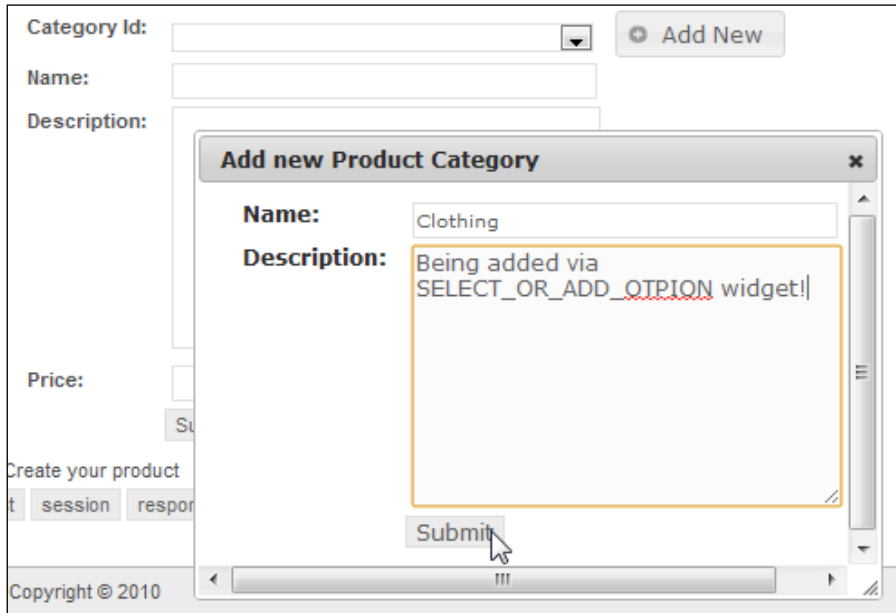 Category Id:
Add New
Name:
Description:
Add new Product Category
Name:
Clothing
Description:
Being added via
SELECT_OR_ADD_OTPION widget!
Price:
Submit
Create your product
session
Copyright © 2010